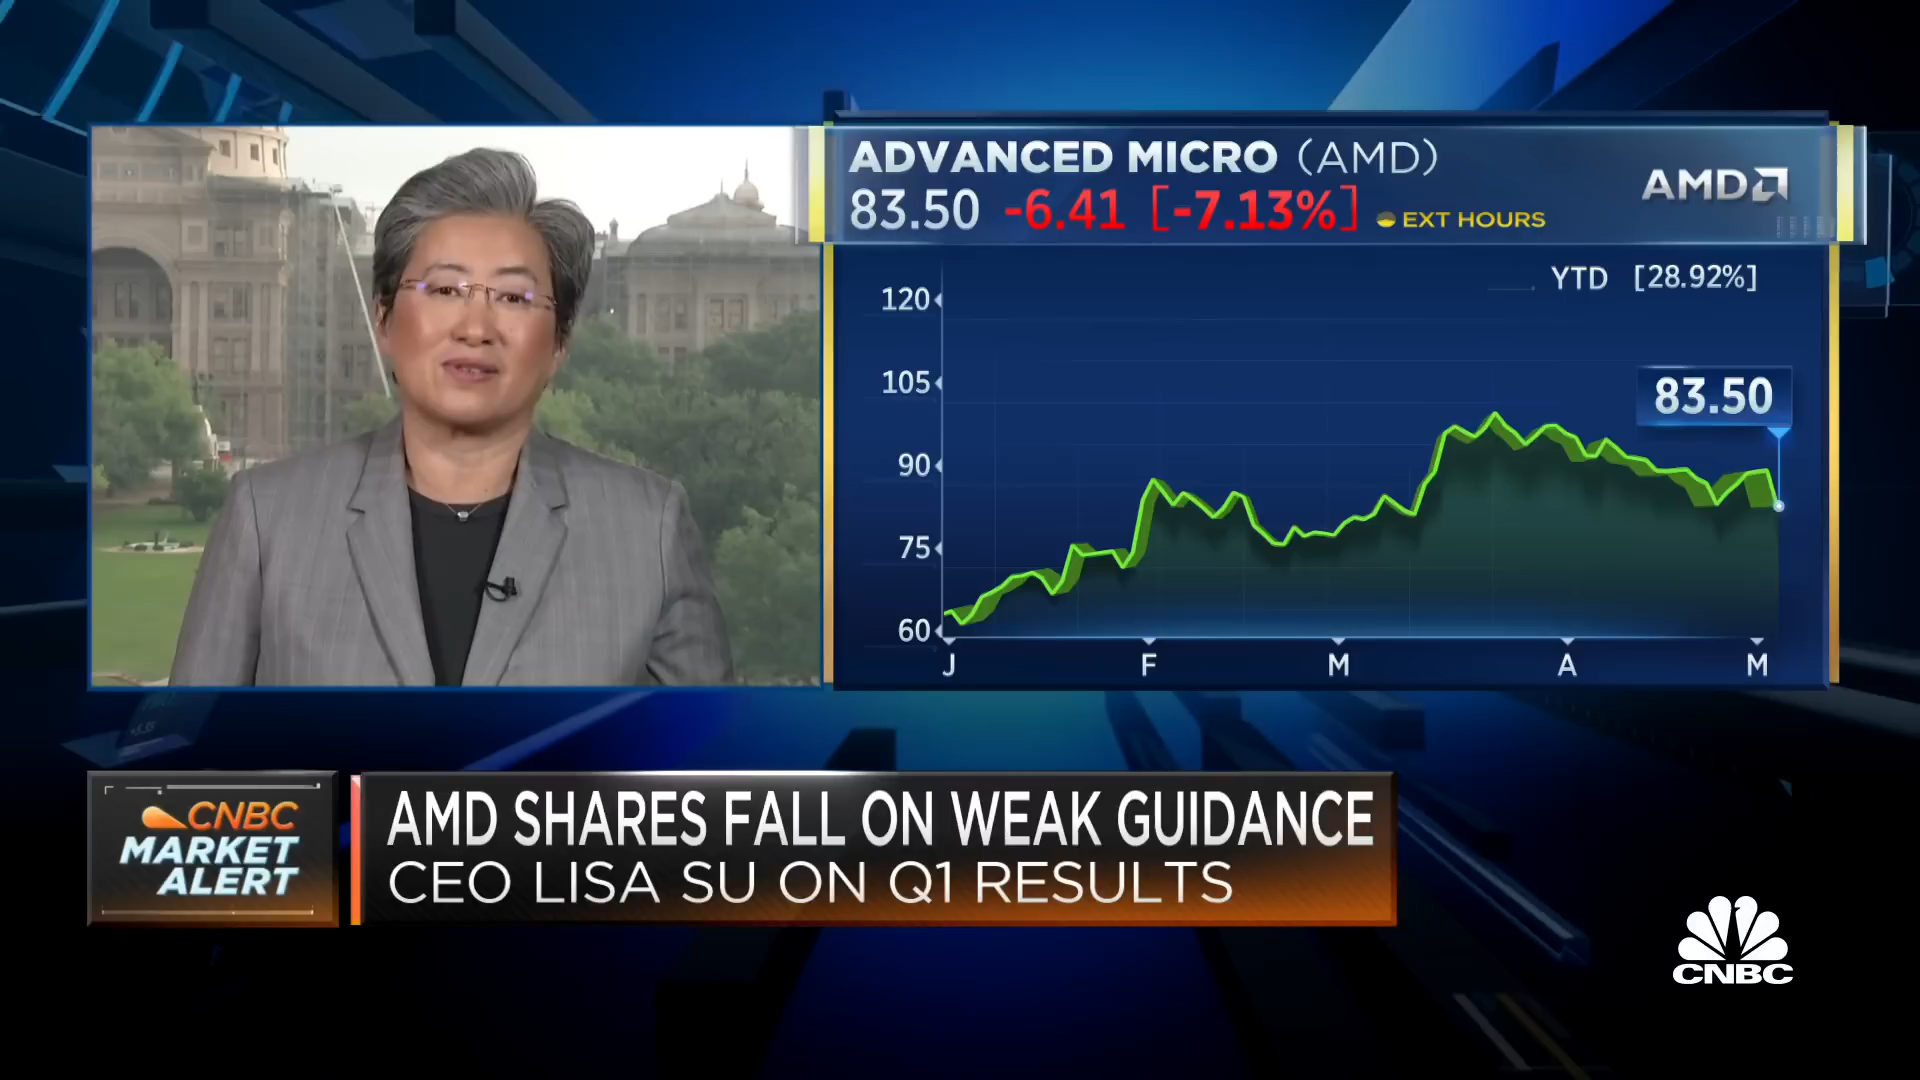 ADVANCED MICRO (AMD)
83.50 -6.41 [-7.13%] EXT HOURS
AMD
YTD [28.92%]
120
105
90
75
60
83.50
J F M A M
CNBC
MARKET
ALERT
AMD SHARES FALL ON WEAK GUIDANCE
CEO LISA SU ON Q1 RESULTS
CNBC